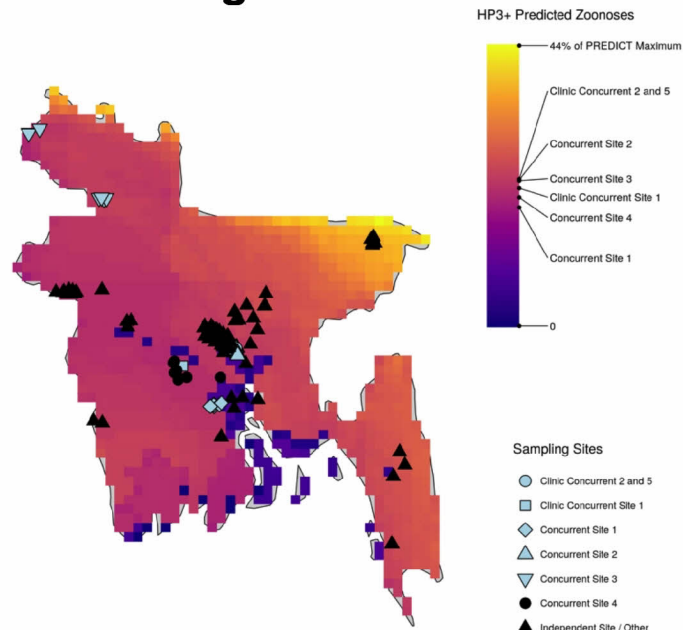 HP3+ Predicted Zoonoses
44% of PREDICT Maximum
Clinic Concurrent 2 and 5
Concurrent Site 2
Concurrent Site 3
Clinic Concurrent Site 1
Concurrent Site 4
Concurrent Site 1
0
Sampling Sites
Clinic Concurrent 2 and 5
Clinic Concurrent Site 1
Concurrent Site 1
Concurrent Site 2
Concurrent Site 3
Concurrent Site 4
Independent Site / Other